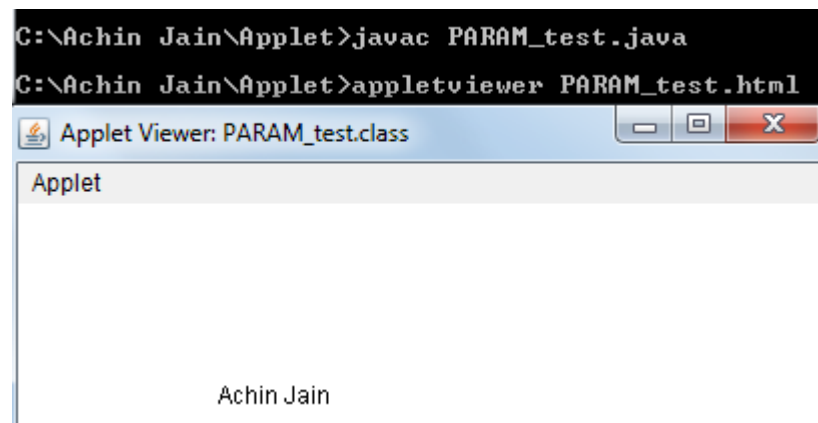 C:\Achin Jain\Applet>javac PARAM_test.java
C:\Achin Jain\Applet>appletviewer PARAM_test.html
Applet Viewer: PARAM_test.class
Applet
Achin Jain